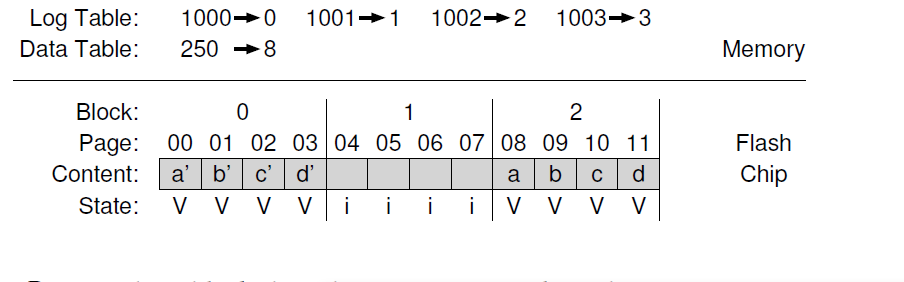 Log Table: 1000→0 1001→1 1002→2 1003→3
Data Table: 250 →8 Memory
Block: 0 1 2
Page: 00 01 02 03 04 05 06 07 08 09 10 11 Flash
Content: a’ b’ c’ d’ a b c d Chip
State: V V V V i i i i V V V V